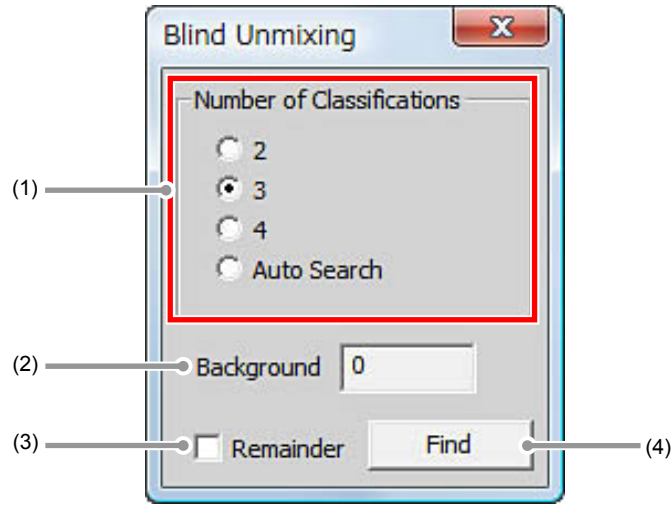 Blind Unmixing
Number of Classifications
2
(1) 3
4
Auto Search
(2) Background 0
(3) Remainder Find (4)